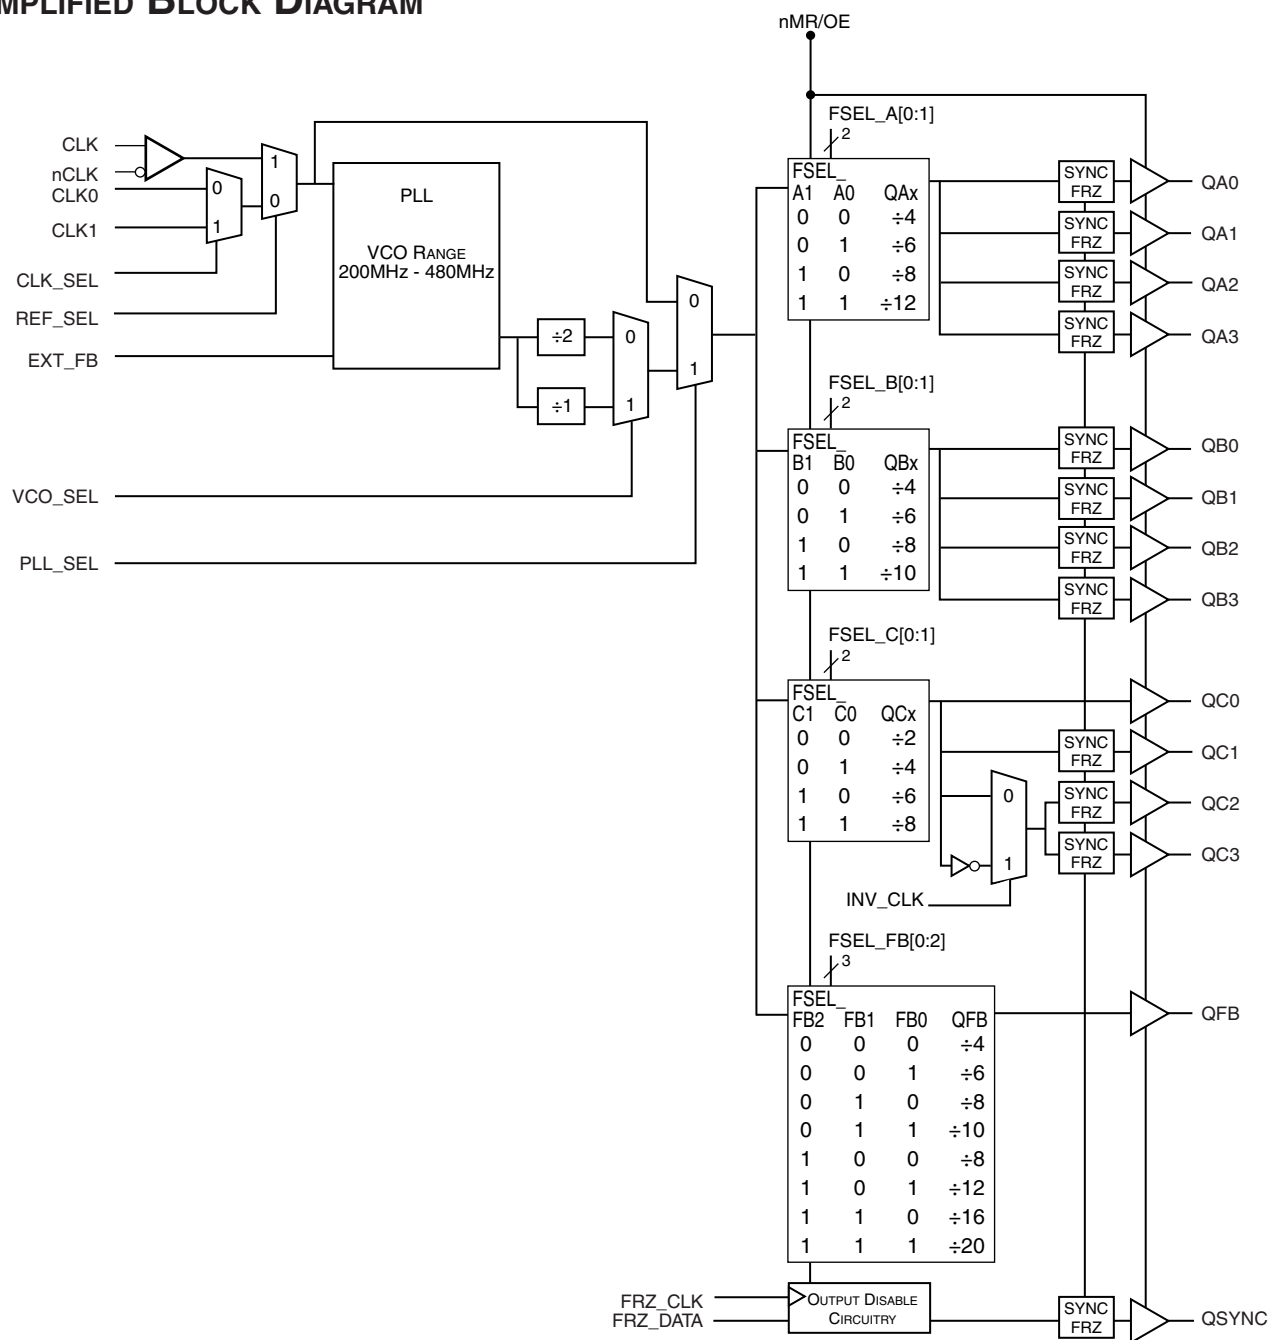 MPLIFIED BLOCK DIAGRAM
nMR/OE
CLK
nCLK
CLK0
CLK1
CLK_SEL
REF_SEL
EXT_FB
VCO_SEL
PLL_SEL
0
1
1
0
PLL
VCO RANGE
200MHz - 480MHz
÷2
÷1
0
1
0
1
FSEL_A[0:1]
2
FSEL_
A1 A0 QAx
0 0 ÷4
0 1 ÷6
1 0 ÷8
1 1 ÷12
SYNC
FRZ
QA0
SYNC
FRZ
QA1
SYNC
FRZ
QA2
SYNC
FRZ
QA3
FSEL_B[0:1]
2
FSEL_
B1 B0 QBx
0 0 ÷4
0 1 ÷6
1 0 ÷8
1 1 ÷10
SYNC
FRZ
QB0
SYNC
FRZ
QB1
SYNC
FRZ
QB2
SYNC
FRZ
QB3
FSEL_C[0:1]
2
FSEL_
C1 C0 QCx
0 0 ÷2
0 1 ÷4
1 0 ÷6
1 1 ÷8
QC0
SYNC
FRZ
QC1
0
1
SYNC
FRZ
QC2
SYNC
FRZ
QC3
INV_CLK
FSEL_FB[0:2]
3
FSEL_
FB2 FB1 FB0 QFB
0 0 0 ÷4
0 0 1 ÷6
0 1 0 ÷8
0 1 1 ÷10
1 0 0 ÷8
1 0 1 ÷12
1 1 0 ÷16
1 1 1 ÷20
QFB
FRZ_CLK
FRZ_DATA
OUTPUT DISABLE
CIRCUITRY
SYNC
FRZ
QSYNC